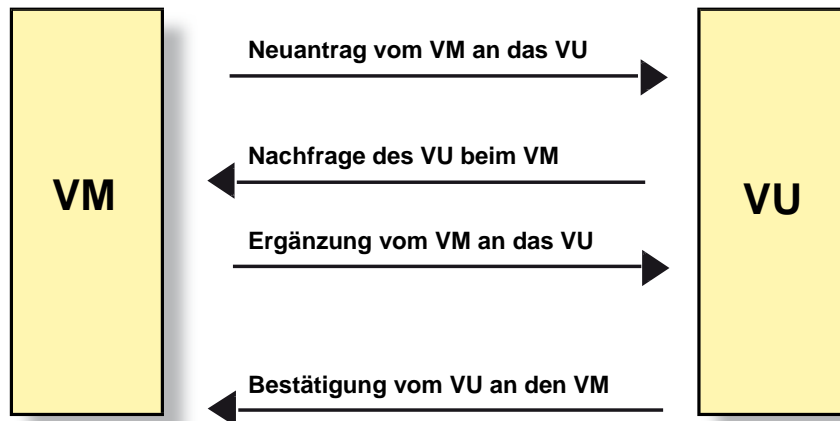 Neuantrag vom VM an das VU
Nachfrage des VU beim VM
VM
VU
Ergänzung vom VM an das VU
Bestätigung vom VU an den VM